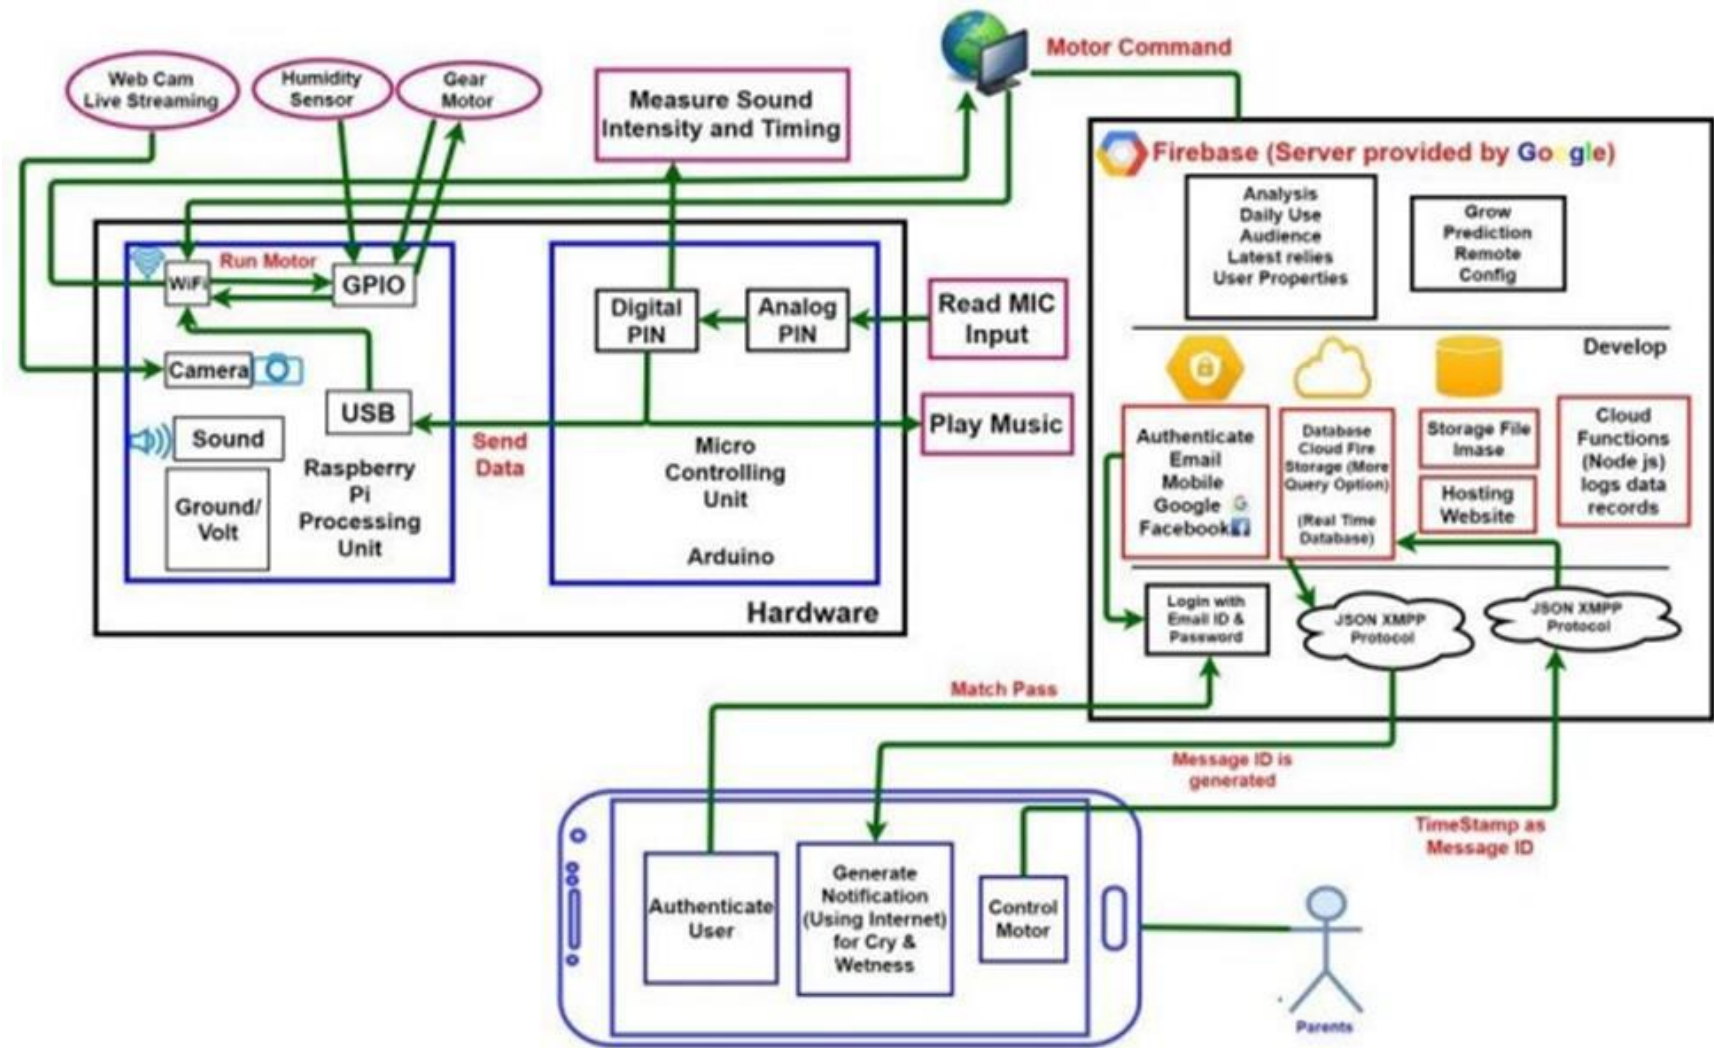 Web Cam
Live Streaming
Humidity
Sensor
Gear
Motor
Measure Sound
Intensity and Timing
Motor Command
Firebase (Server provided by Google)
Analysis
Daily Use
Audience
Latest relies
User Properties
Grow
Prediction
Remote
Config
Develop
WiFi
Run Motor
GPIO
Camera
USB
Sound
Ground/
Volt
Raspberry
Pi
Processing
Unit
Send
Data
Digital
PIN
Analog
PIN
Read MIC
Input
Play Music
Micro
Controlling
Unit
Arduino
Hardware
Authenticate
Email
Mobile
Google G
Facebook f
Database
Cloud Fire
Storage (More
Query Option)
(Real Time
Database)
Storage File
Imase
Hosting
Website
Cloud
Functions
(Node js)
logs data
records
Login with
Email ID &
Password
JSON XMPP
Protocol
JSON XMPP
Protocol
Match Pass
Message ID is
generated
TimeStamp as
Message ID
Authenticate
User
Generate
Notification
(Using Internet)
for Cry &
Wetness
Control
Motor
Parents